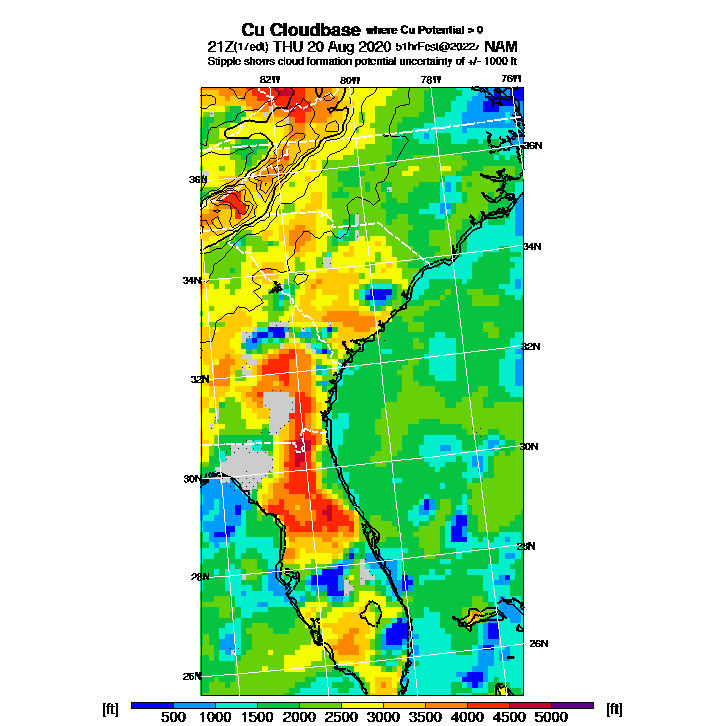 Cu Cloudbase where Cu Potential > 0
21Z(17edt) THU 20 Aug 2020 51hrFcst@2022z NAM
Stipple shows cloud formation potential uncertainty of +/- 1000 ft
82W 80W 78W 76W
36N
36N
34N
34N
32N
32N
30N
30N
28N
28N
26N
26N
[ft] 500 1000 1500 2000 2500 3000 3500 4000 4500 5000 [ft]